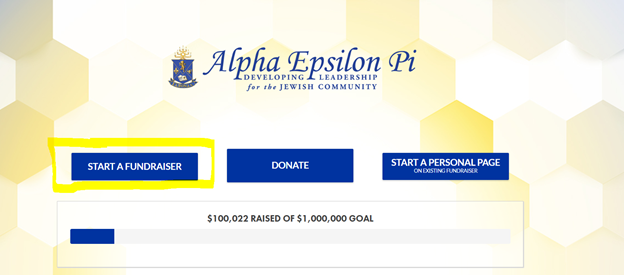 Alpha Epsilon Pi
DEVELOPING LEADERSHIP
for the JEWISH COMMUNITY
START A FUNDRAISER
DONATE
START A PERSONAL PAGE
ON EXISTING FUNDRAISER
$100,022 RAISED OF $1,000,000 GOAL